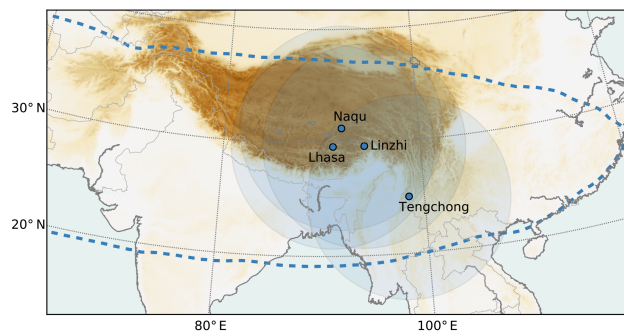 30° N
Naqu
Linzhi
Lhasa
Tengchong
20° N
80° E
100° E